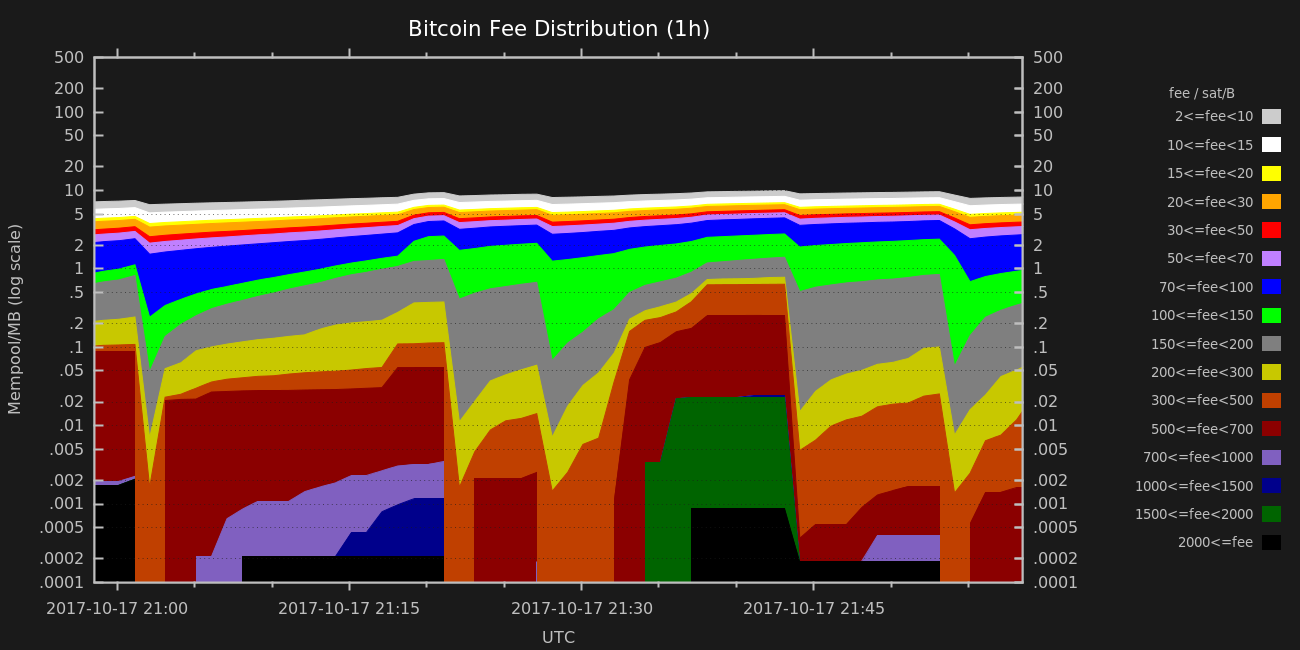 Bitcoin Fee Distribution (1h)
500 500
200 200
100 100
50 50
20 20
10 10
5 5
2 2
1 1
.5 .5
.2 .2
.1 .1
.05 .05
.02 .02
.01 .01
.005 .005
.002 .002
.001 .001
.0005 .0005
.0002 .0002
.0001 .0001
Mempool/MB (log scale)
2017-10-17 21:00 2017-10-17 21:15 2017-10-17 21:30 2017-10-17 21:45
UTC
fee / sat/B
2<=fee<10
10<=fee<15
15<=fee<20
20<=fee<30
30<=fee<50
50<=fee<70
70<=fee<100
100<=fee<150
150<=fee<200
200<=fee<300
300<=fee<500
500<=fee<700
700<=fee<1000
1000<=fee<1500
1500<=fee<2000
2000<=fee